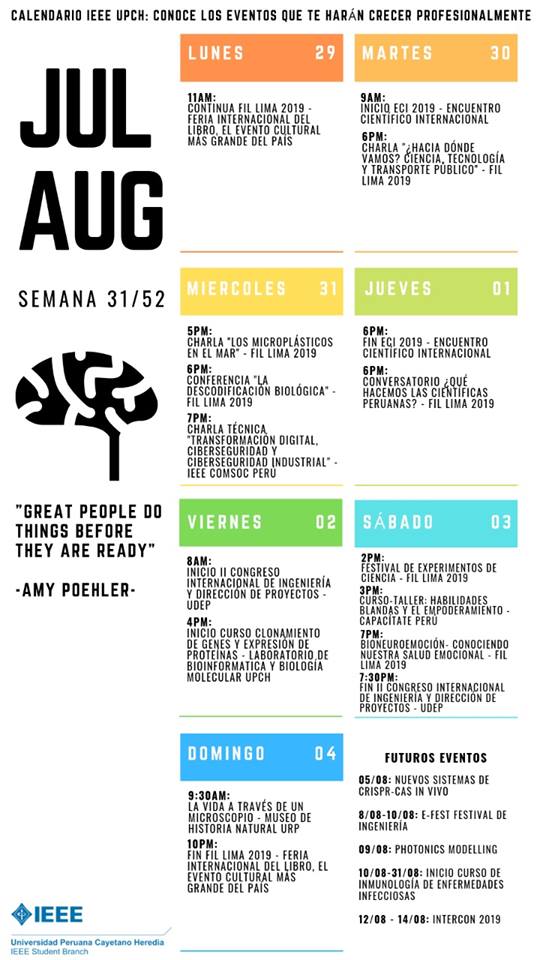 CALENDARIO IEEE UPCH: CONOCE LOS EVENTOS QUE TE HARÁN CRECER PROFESIONALMENTE
JUL
AUG
SEMANA 31/52
"GREAT PEOPLE DO
THINGS BEFORE
THEY ARE READY"
-AMY POEHLER-
LUNES 29
11AM:
CONTINUA FIL LIMA 2019 -
FERIA INTERNACIONAL DEL
LIBRO, EL EVENTO CULTURAL
MÁS GRANDE DEL PAÍS
MARTES 30
9AM:
INICIO ECI 2019 - ENCUENTRO
CIENTÍFICO INTERNACIONAL
6PM:
CHARLA "¿HACIA DÓNDE
VAMOS? CIENCIA, TECNOLOGÍA
Y TRANSPORTE PÚBLICO" - FIL
LIMA 2019
MIERCOLES 31
5PM:
CHARLA "LOS MICROPLÁSTICOS
EN EL MAR" - FIL LIMA 2019
6PM:
CONFERENCIA "LA
DESCODIFICACIÓN BIOLÓGICA" -
FIL LIMA 2019
7PM:
CHARLA TÉCNICA
"TRANSFORMACIÓN DIGITAL,
CIBERSEGURIDAD Y
CIBERSEGURIDAD INDUSTRIAL" -
IEEE COMSOC PERÚ
JUEVES 01
6PM:
FIN ECI 2019 - ENCUENTRO
CIENTÍFICO INTERNACIONAL
6PM:
CONVERSATORIO ¿QUÉ
HACEMOS LAS CIENTÍFICAS
PERUANAS? - FIL LIMA 2019
VIERNES 02
8AM:
INICIO II CONGRESO
INTERNACIONAL DE INGENIERÍA
Y DIRECCIÓN DE PROYECTOS -
UDEP
4PM:
INICIO CURSO CLONAMIENTO
DE GENES Y EXPRESIÓN DE
PROTEÍNAS - LABORATORIO DE
BIOINFORMATICA Y BIOLOGÍA
MOLECULAR UPCH
SÁBADO 03
2PM:
FESTIVAL DE EXPERIMENTOS DE
CIENCIA - FIL LIMA 2019
3PM:
CURSO-TALLER: HABILIDADES
BLANDAS Y EL EMPODERAMIENTO -
CAPACÍTATE PERÚ
7PM:
BIONEUROEMOCIÓN- CONOCIENDO
NUESTRA SALUD EMOCIONAL - FIL
LIMA 2019
7:30PM:
FIN II CONGRESO INTERNACIONAL
DE INGENIERÍA Y DIRECCIÓN DE
PROYECTOS - UDEP
DOMINGO 04
9:30AM:
LA VIDA A TRAVÉS DE UN
MICROSCOPIO - MUSEO DE
HISTORIA NATURAL URP
10PM:
FIN FIL LIMA 2019 - FERIA
INTERNACIONAL DEL LIBRO, EL
EVENTO CULTURAL MÁS
GRANDE DEL PAÍS
FUTUROS EVENTOS
05/08: NUEVOS SISTEMAS DE
CRISPR-CAS IN VIVO
8/08-10/08: E-FEST FESTIVAL DE
INGENIERÍA
09/08: PHOTONICS MODELLING
10/08-31/08: INICIO CURSO DE
INMUNOLOGÍA DE ENFERMEDADES
INFECCIOSAS
12/08 - 14/08: INTERCON 2019
IEEE
Universidad Peruana Cayetano Heredia
IEEE Student Branch